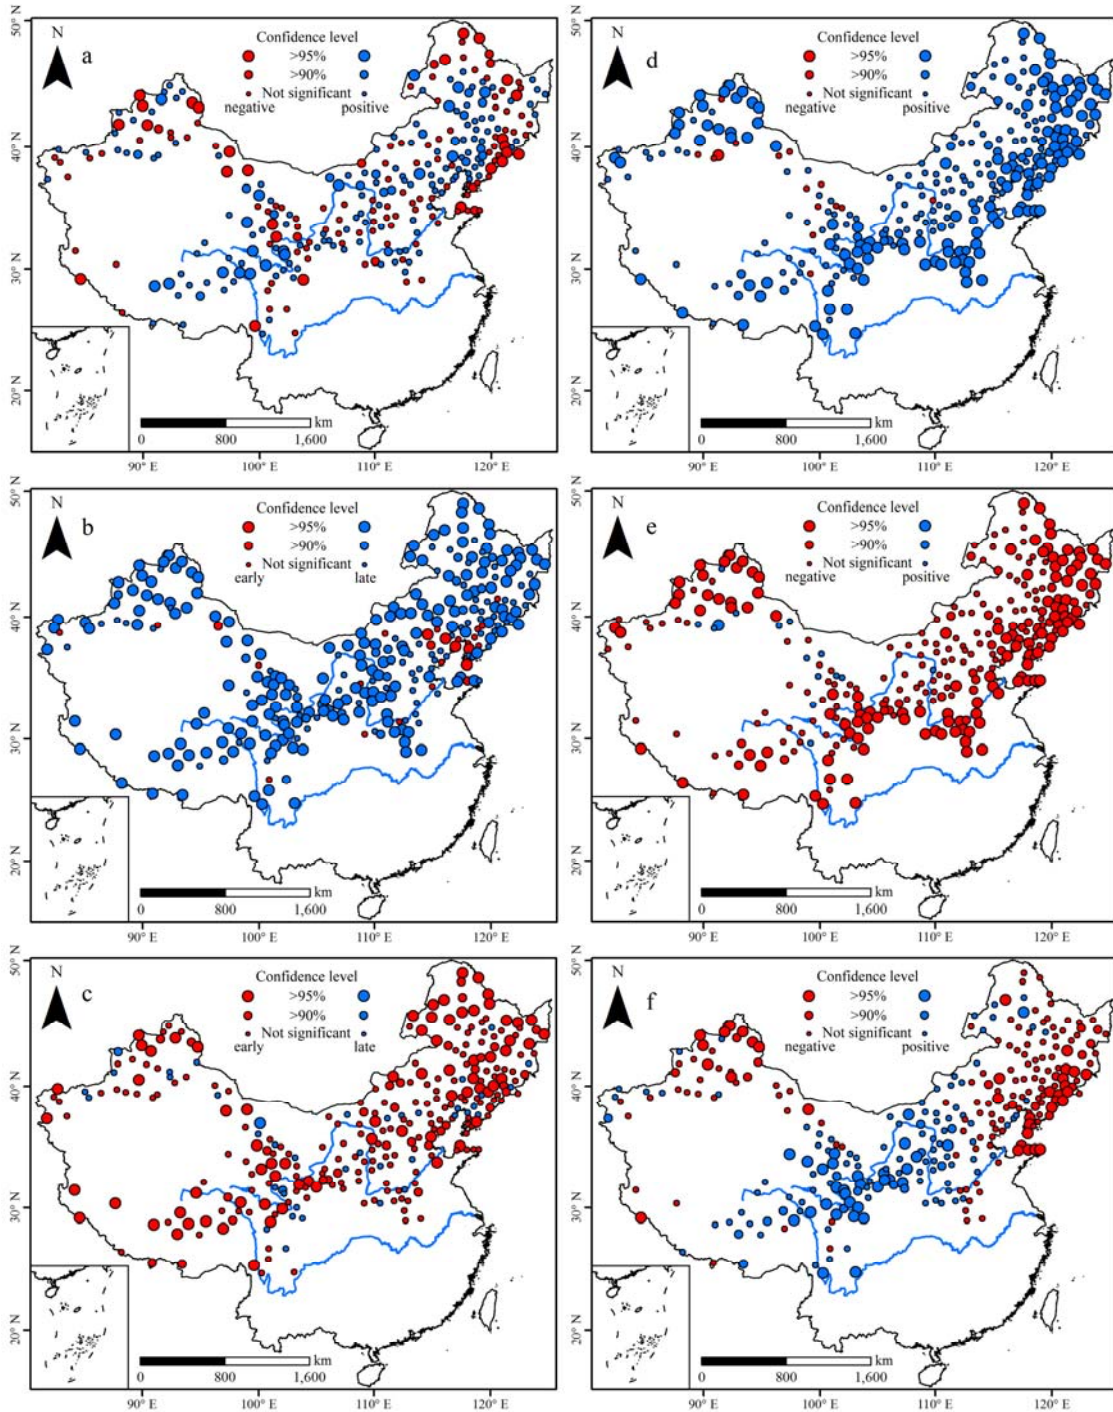 N
a
Confidence level
>95%
>90%
Not significant
negative
positive
50° N
40° N
30° N
20° N
0
800
1,600
km
90° E
100° E
110° E
120° E
N
d
Confidence level
>95%
>90%
Not significant
negative
positive
50° N
40° N
30° N
20° N
0
800
1,600
km
90° E
100° E
110° E
120° E
N
b
Confidence level
>95%
>90%
Not significant
early
late
50° N
40° N
30° N
20° N
0
800
1,600
km
90° E
100° E
110° E
120° E
N
e
Confidence level
>95%
>90%
Not significant
negative
positive
50° N
40° N
30° N
20° N
0
800
1,600
km
90° E
100° E
110° E
120° E
N
c
Confidence level
>95%
>90%
Not significant
early
late
50° N
40° N
30° N
20° N
0
800
1,600
km
90° E
100° E
110° E
120° E
N
f
Confidence level
>95%
>90%
Not significant
negative
positive
50° N
40° N
30° N
20° N
0
800
1,600
km
90° E
100° E
110° E
120° E